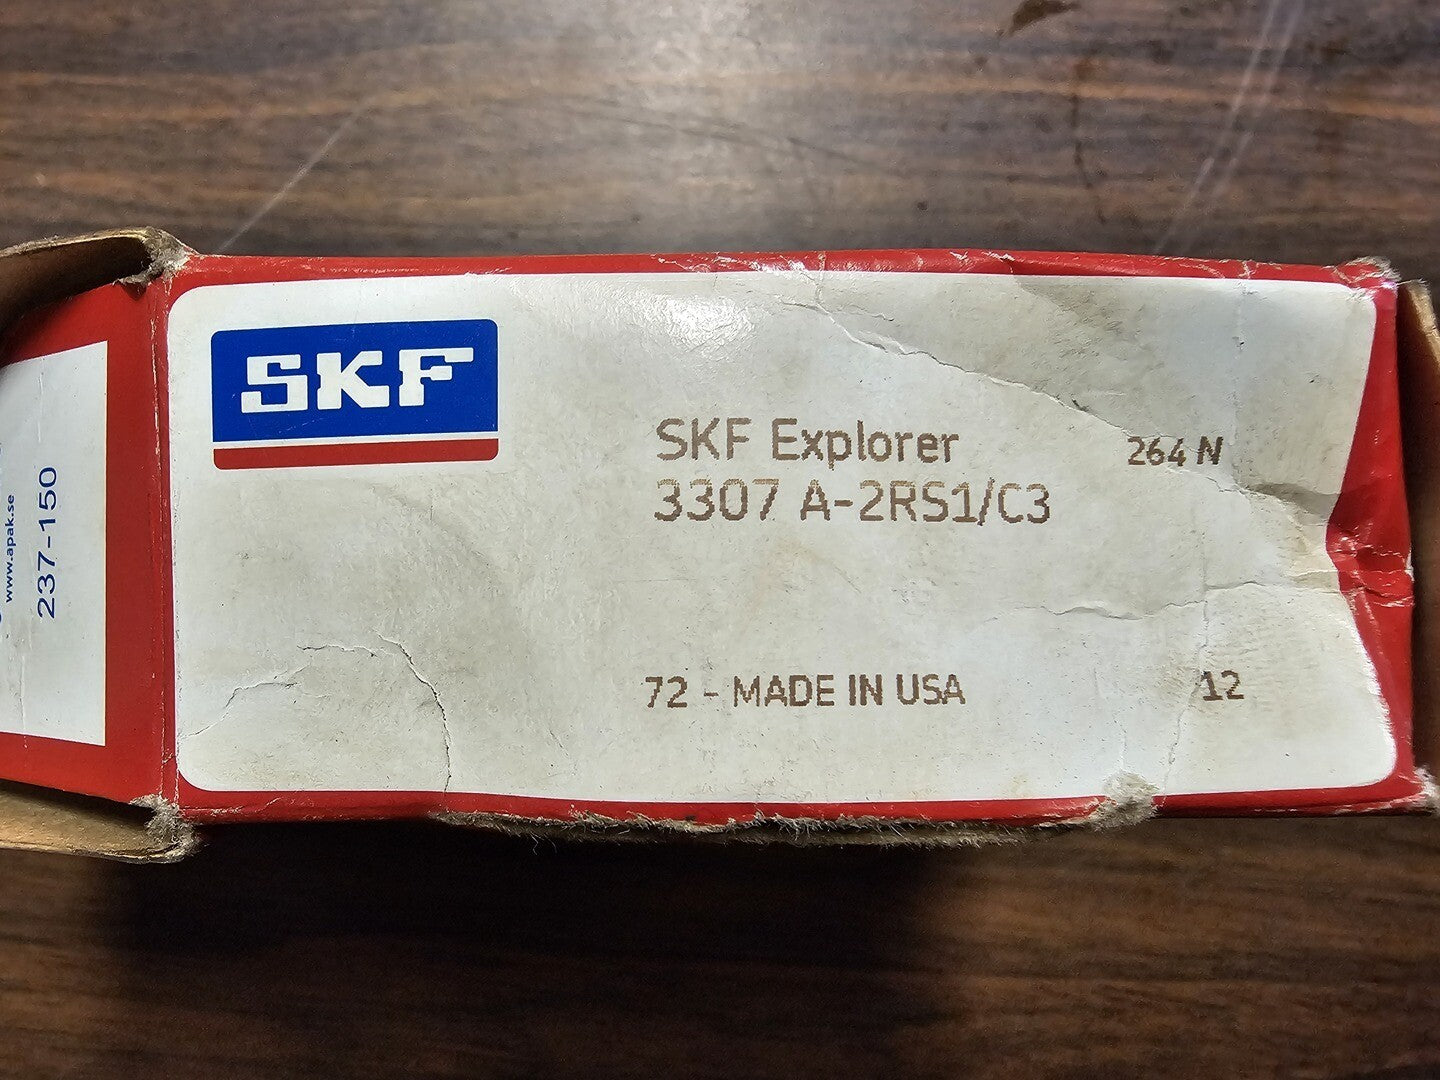 SKF
SKF Explorer
264 N
3307 A-2RS1/C3
72 - MADE IN USA
12
www.apak.se
237-150